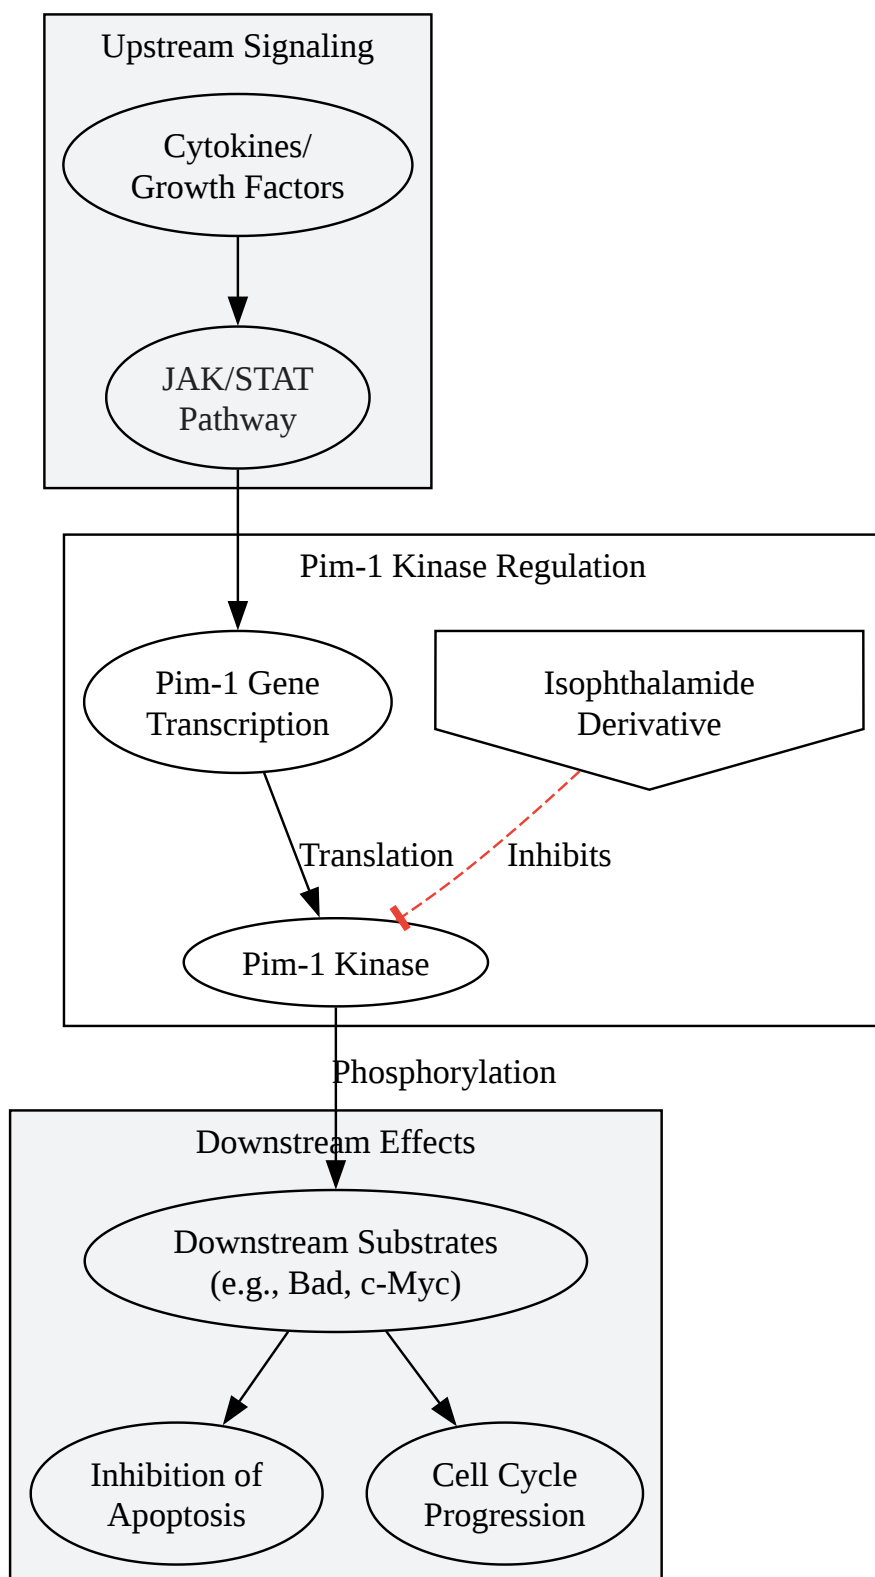 Upstream Signaling
Cytokines/
Growth Factors
JAK/STAT
Pathway
Pim-1 Kinase Regulation
Pim-1 Gene
Transcription
Isophthalamide
Derivative
Translation
Inhibits
Pim-1 Kinase
Phosphorylation
Downstream Effects
Downstream Substrates
(e.g., Bad, c-Myc)
Inhibition of
Apoptosis
Cell Cycle
Progression